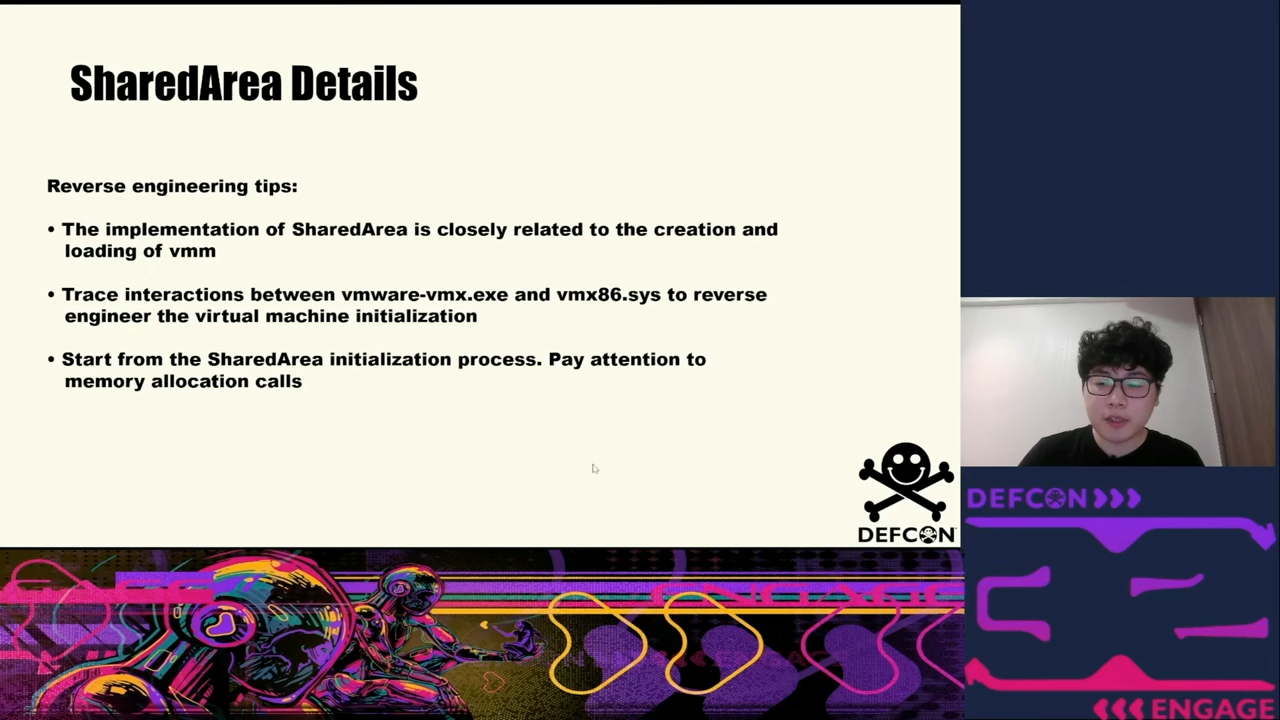 SharedArea Details
Reverse engineering tips:
• The implementation of SharedArea is closely related to the creation and
loading of vmm
• Trace interactions between vmware-vmx.exe and vmx86.sys to reverse
engineer the virtual machine initialization
• Start from the SharedArea initialization process. Pay attention to
memory allocation calls
DEFCON
DEFCON
ENGAGE